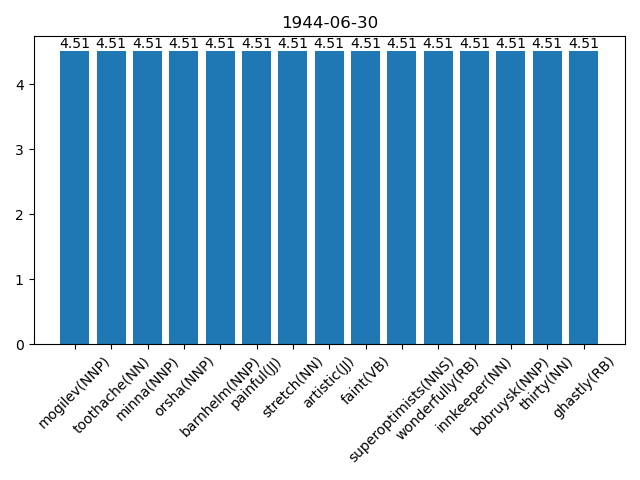 1944-06-30
4.51 4.51 4.51 4.51 4.51 4.51 4.51 4.51 4.51 4.51 4.51 4.51 4.51 4.51 4.51
4
3
2
1
0
mogilev(NNP)
toothache(NN)
minna(NNP)
orsha(NNP)
barnhelm(NNP)
painful(JJ)
stretch(NN)
artistic(JJ)
faint(VB)
superoptimists(NNS)
wonderfully(RB)
innkeeper(NN)
bobruysk(NNP)
thirty(NN)
ghastly(RB)